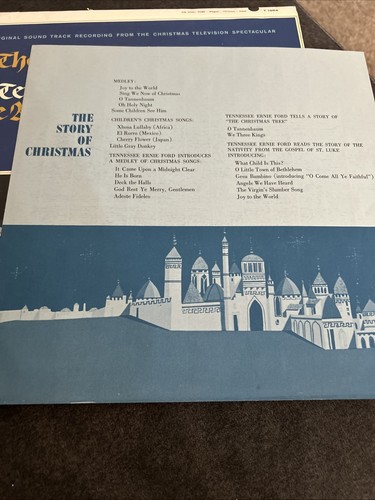 ORIGINAL SOUND TRACK RECORDING FROM THE CHRISTMAS TELEVISION SPECTACULAR
The
THE
STORY
OF
CHRISTMAS
MEDLEY:
Joy to the World
Sing We Now of Christmas
O Tannenbaum
Oh Holy Night
Some Children See Him
CHILDREN'S CHRISTMAS SONGS:
Abana Lullaby (Africa)
El Rorro (Mexico)
Cherry Flower (Japan)
Little Gray Donkey
TENNESSEE ERNIE FORD INTRODUCES
A MEDLEY OF CHRISTMAS SONGS:
It Came Upon a Midnight Clear
He Is Born
Deck the Halls
God Rest Ye Merry, Gentlemen
Adeste Fideles
TENNESSEE ERNIE FORD TELLS A STORY OF
"THE CHRISTMAS TREE"
O Tannenbaum
We Three Kings
TENNESSEE ERNIE FORD READS THE STORY OF THE
NATIVITY FROM THE GOSPEL OF ST. LUKE
INTRODUCING:
What Child Is This?
O Little Town of Bethlehem
Gesu Bambino (introducing "O Come All Ye Faithful")
Angels We Have Heard
The Virgin's Slumber Song
Joy to the World